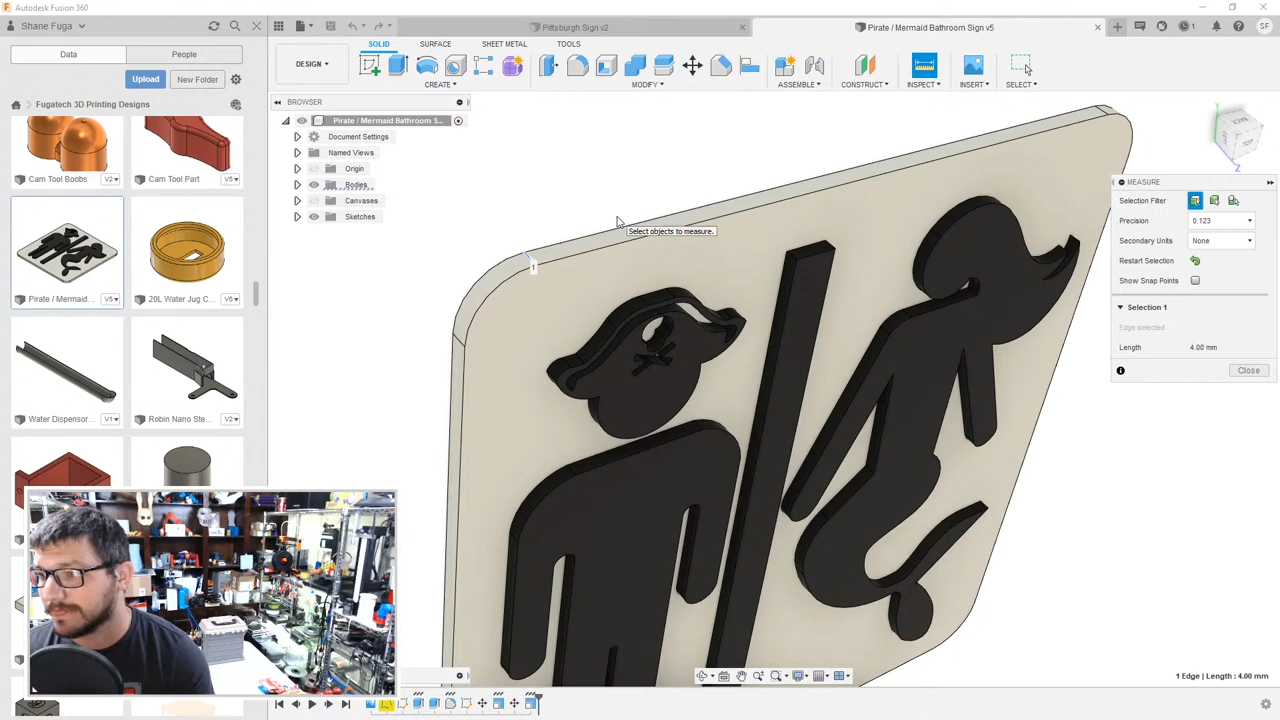 Autodesk Fusion 360
Shane Fuga
Pittsburgh Sign v2
Pirate / Mermaid Bathroom Sign v5
1
SF
Data
People
SOLID
SURFACE
SHEET METAL
TOOLS
DESIGN
CREATE
MODIFY
ASSEMBLE
CONSTRUCT
INSPECT
INSERT
SELECT
Upload
New Folder
Fugatech 3D Printing Designs
BROWSER
Pirate / Mermaid Bathroom S...
Document Settings
Named Views
Origin
Bodies
Canvases
Sketches
Cam Tool Boobs
V2
Cam Tool Part
V5
Pirate / Mermaid...
V5
20L Water Jug C...
V6
Water Dispensor...
V1
Robin Nano Ste...
V2
TOP
Z
MEASURE
Selection Filter
Precision
0.123
Secondary Units
None
Restart Selection
Show Snap Points
Selection 1
Edge selected
Length
4.00 mm
Close
Select objects to measure.
1
1 Edge | Length : 4.00 mm